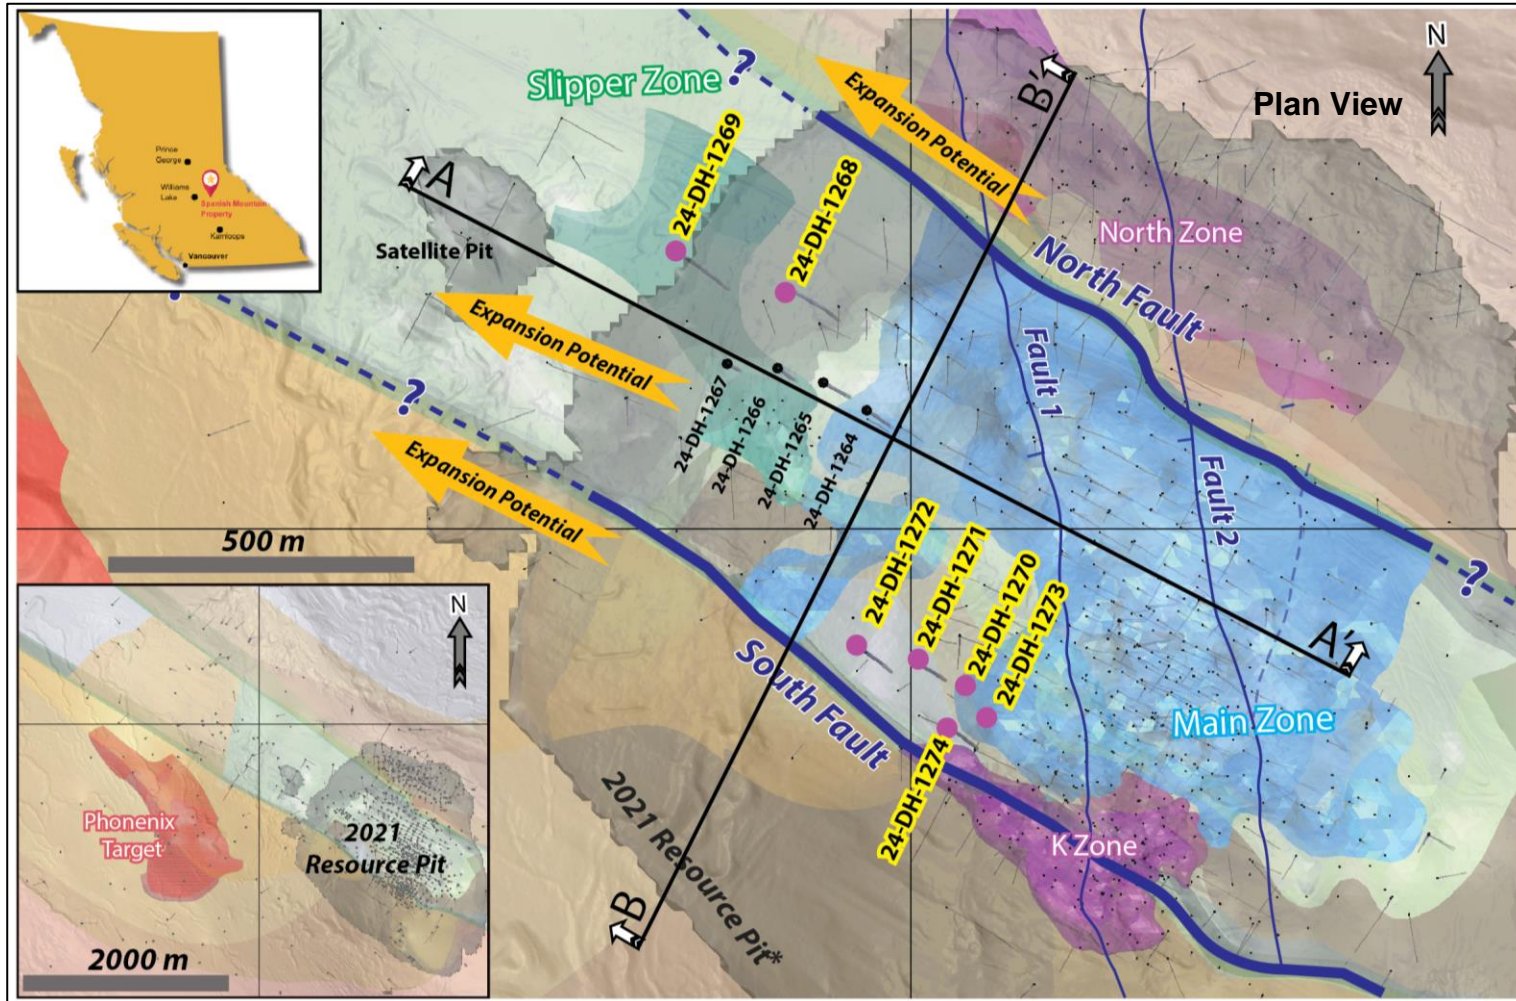 Prince
George
Williams
Lake
Spanish Mountain
Property
Kamloops
Vancouver
Slipper Zone
?
Expansion Potential
B'
N
Plan View
24-DH-1269
24-DH-1268
A
Satellite Pit
North Zone
North Fault
Expansion Potential
?
Expansion Potential
24-DH-1267
24-DH-1266
24-DH-1265
24-DH-1264
Fault 1
Fault 2
500 m
24-DH-1272
24-DH-1271
24-DH-1270
24-DH-1273
?
A'
South Fault
Main Zone
24-DH-1274
K Zone
2021 Resource Pit*
B
N
Phonenix
Target
2021
Resource Pit
2000 m